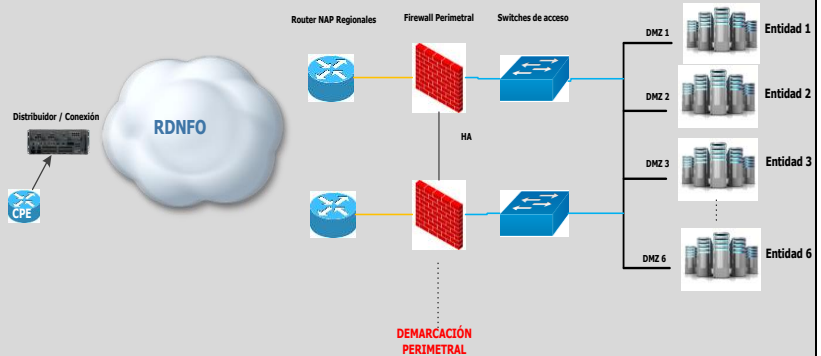 Router NAP Regionales
Firewall Perimetral
Switches de acceso
DMZ 1
Entidad 1
DMZ 2
Entidad 2
Distribuidor / Conexión
RDNFO
HA
DMZ 3
Entidad 3
CPE
DMZ 6
Entidad 6
DEMARCACIÓN
PERIMETRAL